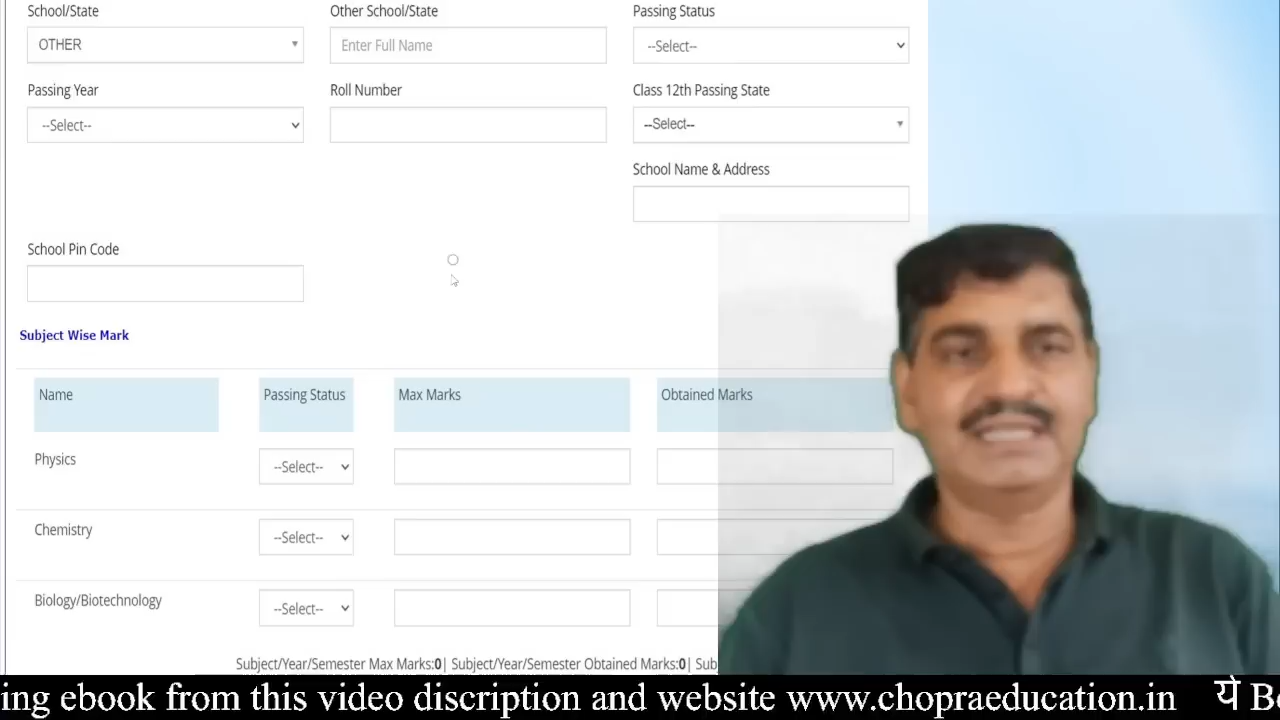 School/State Other School/State Passing Status
OTHER Enter Full Name --Select--
Passing Year Roll Number Class 12th Passing State
--Select-- --Select--
School Name & Address
School Pin Code
Subject Wise Mark
Name Passing Status Max Marks Obtained Marks
Physics --Select--
Chemistry --Select--
Biology/Biotechnology --Select--
Subject/Year/Semester Max Marks:0| Subject/Year/Semester Obtained Marks:0| Sub
ing ebook from this video discription and website www.chopraeducation.in ये B